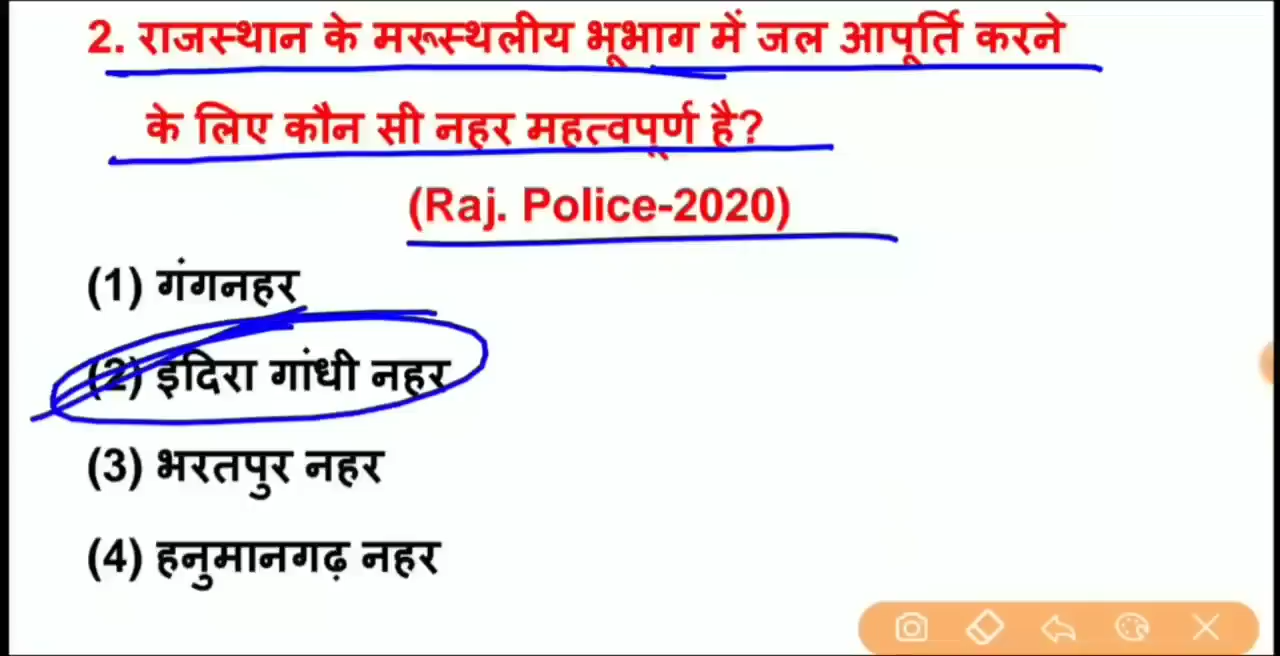 2. राजस्थान के मरूस्थलीय भूभाग में जल आपूर्ति करने
के लिए कौन सी नहर महत्वपूर्ण है?
(Raj. Police-2020)
(1) गंगनहर
(2) इंदिरा गांधी नहर
(3) भरतपुर नहर
(4) हनुमानगढ़ नहर